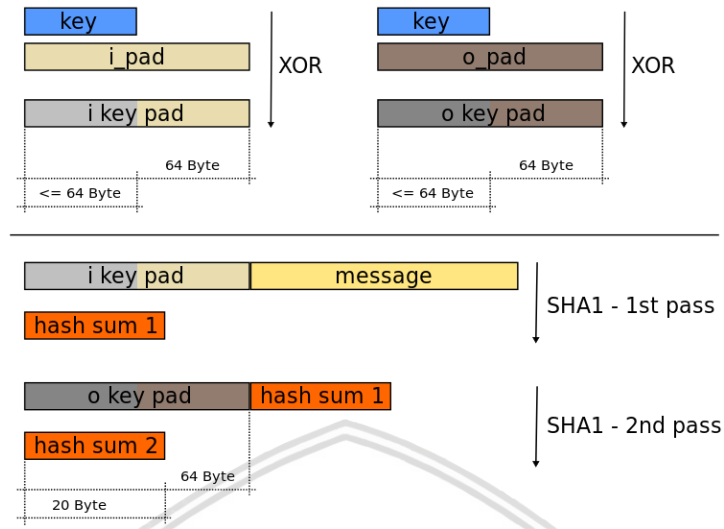 key
i_pad
XOR
i key pad
64 Byte
<= 64 Byte
key
o_pad
XOR
o key pad
64 Byte
<= 64 Byte
i key pad message
SHA1 - 1st pass
hash sum 1
o key pad hash sum 1
SHA1 - 2nd pass
hash sum 2
64 Byte
20 Byte